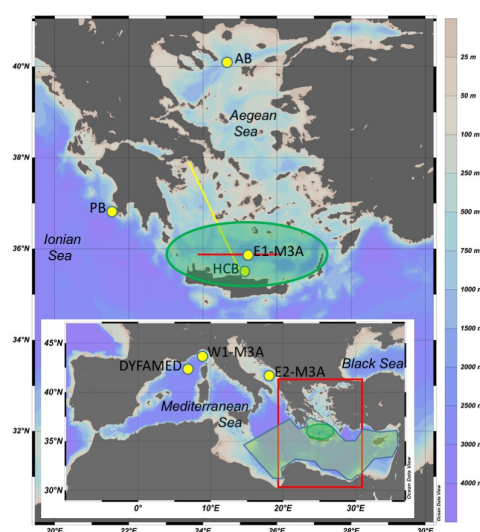 40°N
38°N
36°N
34°N
32°N
AB
Aegean
Sea
PB
Ionian
Sea
E1-M3A
HCB
45°N
40°N
35°N
30°N
W1-M3A
DYFAMED
E2-M3A
Black Sea
Mediterranean
Sea
0°
10°E
20°E
30°E
Ocean Data View
20°E
22°E
24°E
26°E
28°E
30°E
Ocean Data View
25 m
50 m
100 m
250 m
500 m
750 m
1000 m
1250 m
1500 m
2000 m
3000 m
4000 m